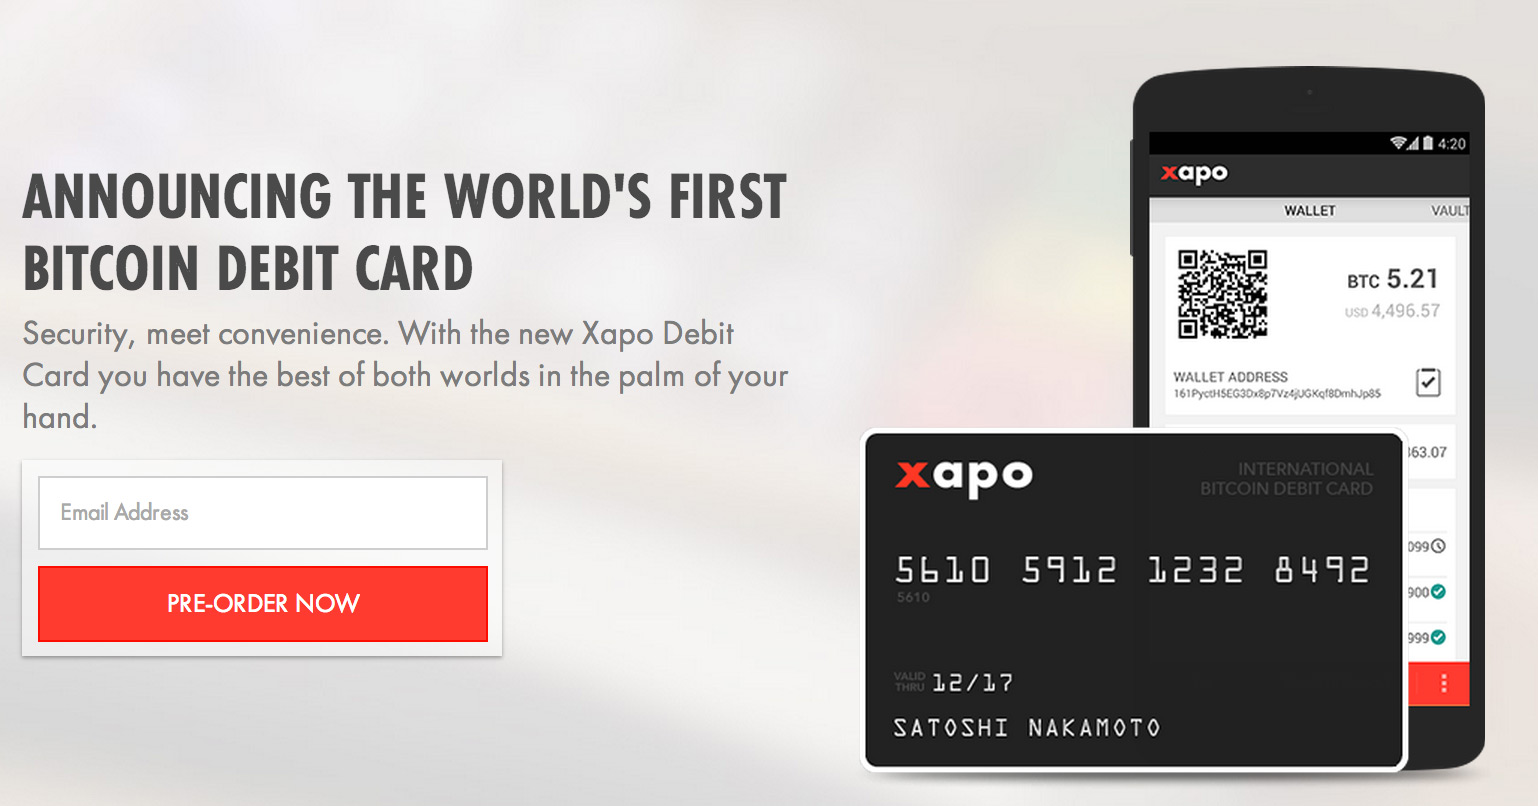 ANNOUNCING THE WORLD'S FIRST
BITCOIN DEBIT CARD
Security, meet convenience. With the new Xapo Debit
Card you have the best of both worlds in the palm of your
hand.
Email Address
PRE-ORDER NOW
4:20
xapo
WALLET VAULT
BTC 5.21
USD 4,496.57
WALLET ADDRESS
161PyctH5EG3Dx8p7Vz4jUGKqf8DmhJp85
363.07
099
900
999
xapo
INTERNATIONAL
BITCOIN DEBIT CARD
5610 5912 1232 8492
5610
VALID
THRU 12/17
SATOSHI NAKAMOTO